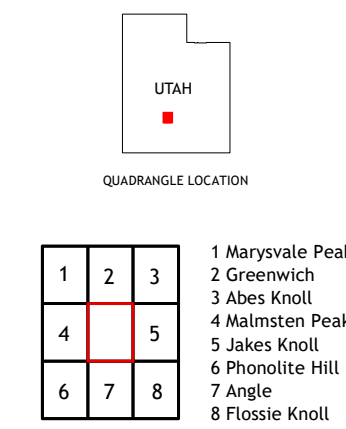 UTAH
QUADRANGLE LOCATION
1 2 3
4 5
6 7 8
1 Marysvale Peak
2 Greenwich
3 Abes Knoll
4 Malmsten Peak
5 Jakes Knoll
6 Phonolite Hill
7 Angle
8 Flossie Knoll